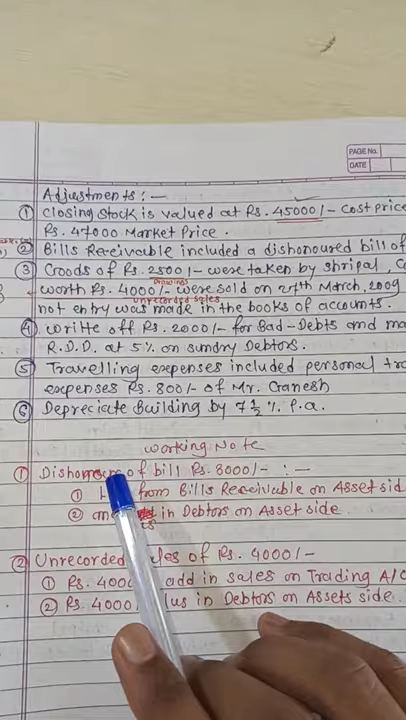 PAGE No.
DATE
Adjustments :-
① Closing stock is valued at Rs. 45000/- cost price
Rs. 47000 Market Price.
② Bills Receivable included a dishonoured bill of
③ Goods of Rs. 2500/- were taken by shripal,
Drawings
worth Rs. 4000/- were sold on 27th March, 2009
unrecorded sales
not entry was made in the books of accounts.
④ Write off Rs. 2000/- for Bad-Debts and
R.D.D. at 5% on sundry Debtors.
⑤ Travelling expenses included personal
expenses Rs. 800/- of Mr. Ganesh
⑥ Depreciate Building by 7½ %. P.a.
Working Note
① of bill Rs. 3000/- :-
① from Bills Receivable on Asset
② in Debtors on Asset side.
② Unrecorded of Rs. 4000/-
① Rs. add in sales on Trading A/c
② Rs. 4000 in Debtors on Assets side.